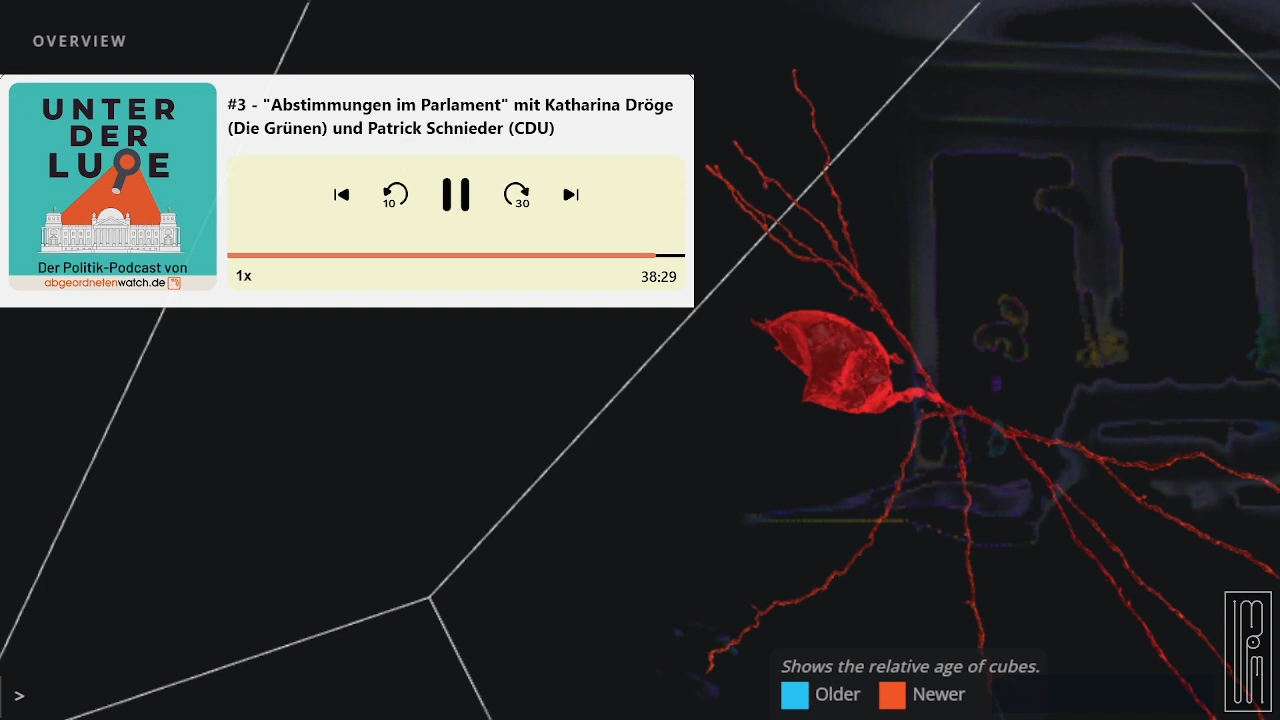 OVERVIEW
UNTER
DER
LUPE
Der Politik-Podcast von
abgeordnetenwatch.de
#3 - "Abstimmungen im Parlament" mit Katharina Dröge
(Die Grünen) und Patrick Schnieder (CDU)
10
30
1x
38:29
>
Shows the relative age of cubes.
Older
Newer